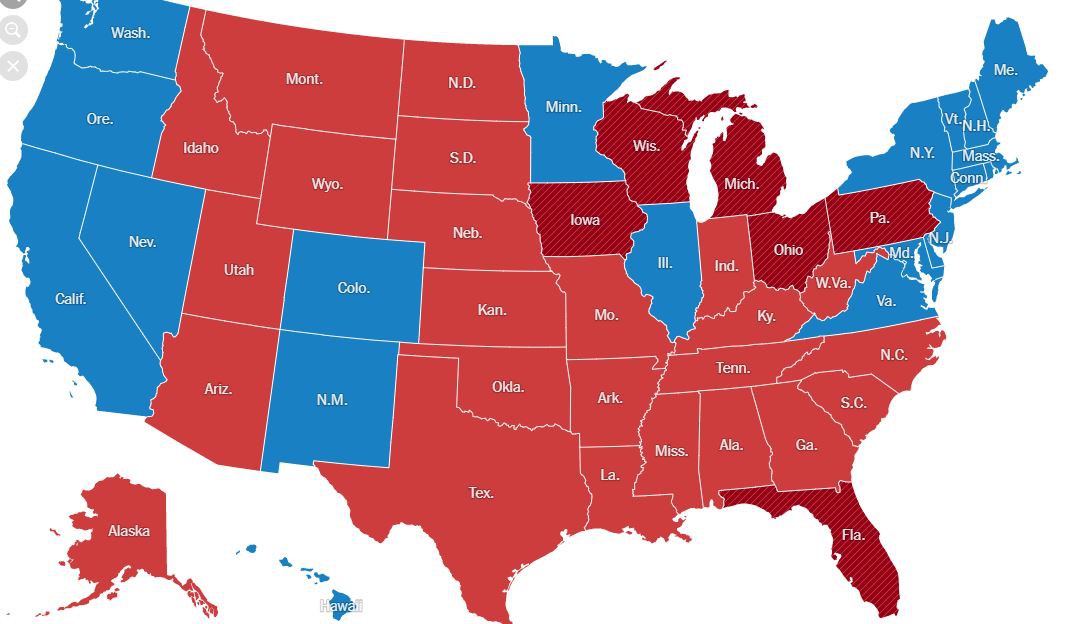 Wash.
Ore.
Calif.
Nev.
Idaho
Mont.
Wyo.
Utah
Colo.
Ariz.
N.M.
N.D.
S.D.
Neb.
Kan.
Okla.
Tex.
Minn.
Iowa
Mo.
Ark.
La.
Wis.
Ill.
Mich.
Ind.
Ohio
Ky.
Tenn.
Miss.
Ala.
Ga.
Fla.
S.C.
N.C.
W.Va.
Va.
Md.
Pa.
N.J.
N.Y.
Conn.
Mass.
Vt.
N.H.
Me.
Alaska
Hawaii